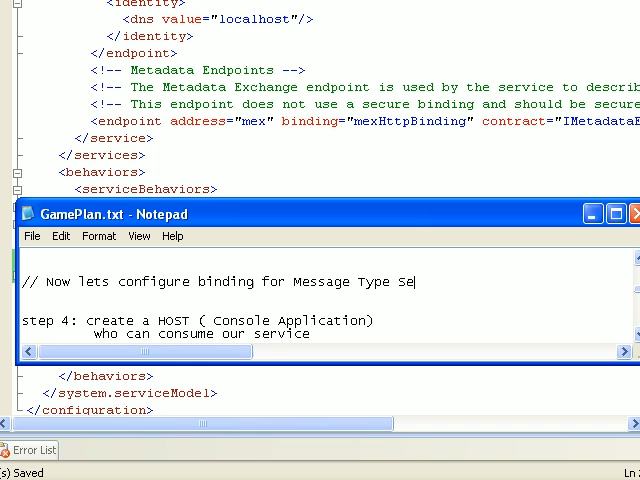 <identity>
<dns value="localhost"/>
</identity>
</endpoint>
<!-- Metadata Endpoints -->
<!-- The Metadata Exchange endpoint is used by the service to describ
<!-- This endpoint does not use a secure binding and should be secure
<endpoint address="mex" binding="mexHttpBinding" contract="IMetadataE
</service>
</services>
<behaviors>
<serviceBehaviors>
GamePlan.txt - Notepad
File Edit Format View Help
// Now lets configure binding for Message Type Se
step 4: create a HOST ( Console Application)
who can consume our service
</behaviors>
</system.serviceModel>
</configuration>
Error List
(s) Saved
Ln